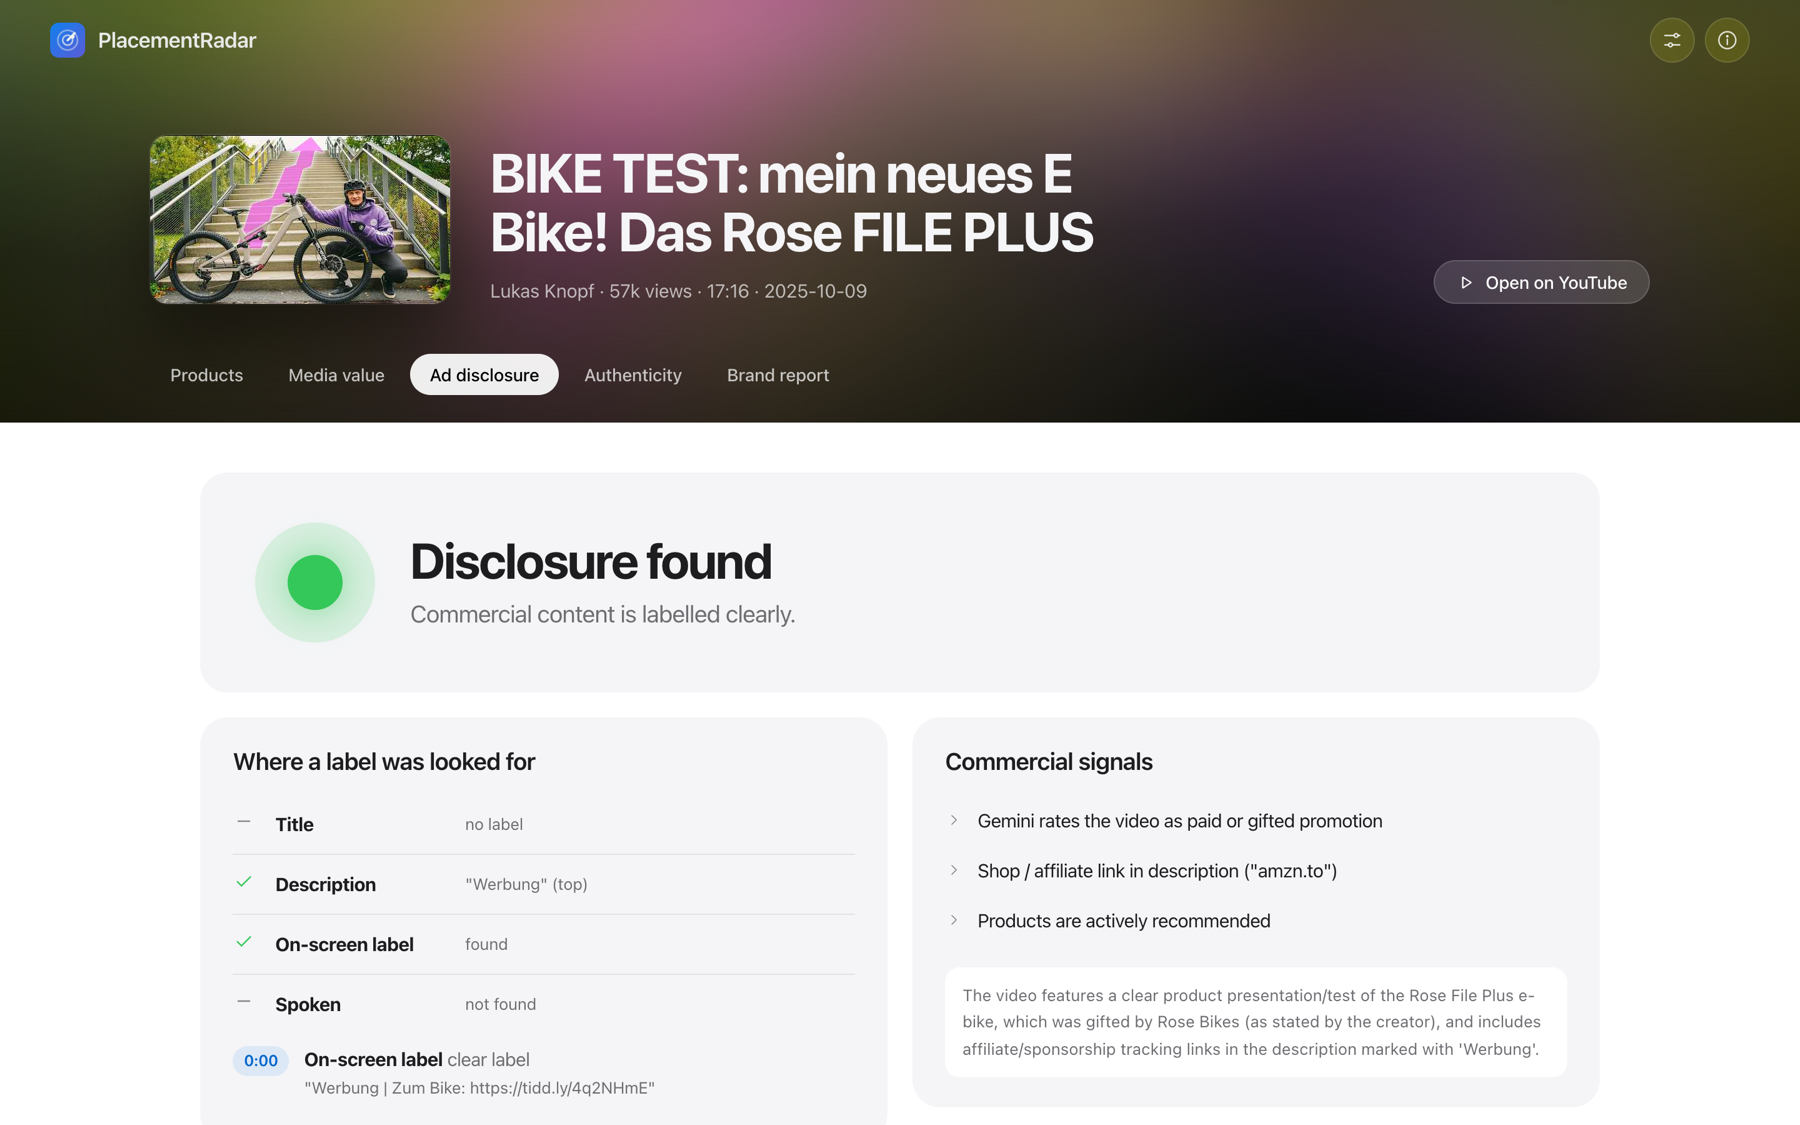 PlacementRadar
BIKE TEST: mein neues E
Bike! Das Rose FILE PLUS
Lukas Knopf · 57k views · 17:16 · 2025-10-09
Open on YouTube
Products
Media value
Ad disclosure
Authenticity
Brand report
Disclosure found
Commercial content is labelled clearly.
Where a label was looked for
Title no label
Description "Werbung" (top)
On-screen label found
Spoken not found
0:00 On-screen label clear label
"Werbung | Zum Bike: https://tidd.ly/4q2NHmE"
Commercial signals
Gemini rates the video as paid or gifted promotion
Shop / affiliate link in description ("amzn.to")
Products are actively recommended
The video features a clear product presentation/test of the Rose File Plus e-
bike, which was gifted by Rose Bikes (as stated by the creator), and includes
affiliate/sponsorship tracking links in the description marked with 'Werbung'.